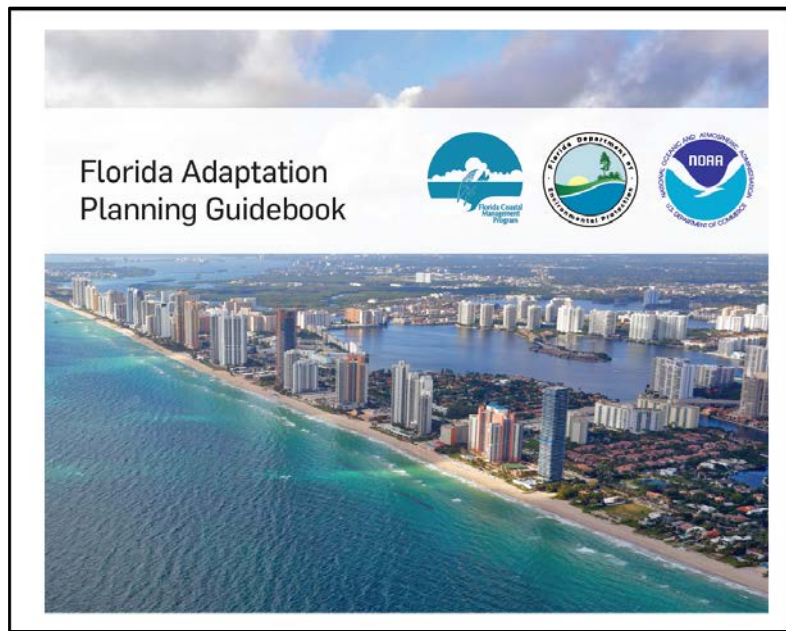 Florida Adaptation
Planning Guidebook
Florida Coastal
Management
Program
Florida Department of
Environmental Protection
NATIONAL OCEANIC AND ATMOSPHERIC ADMINISTRATION
NOAA
U.S. DEPARTMENT OF COMMERCE